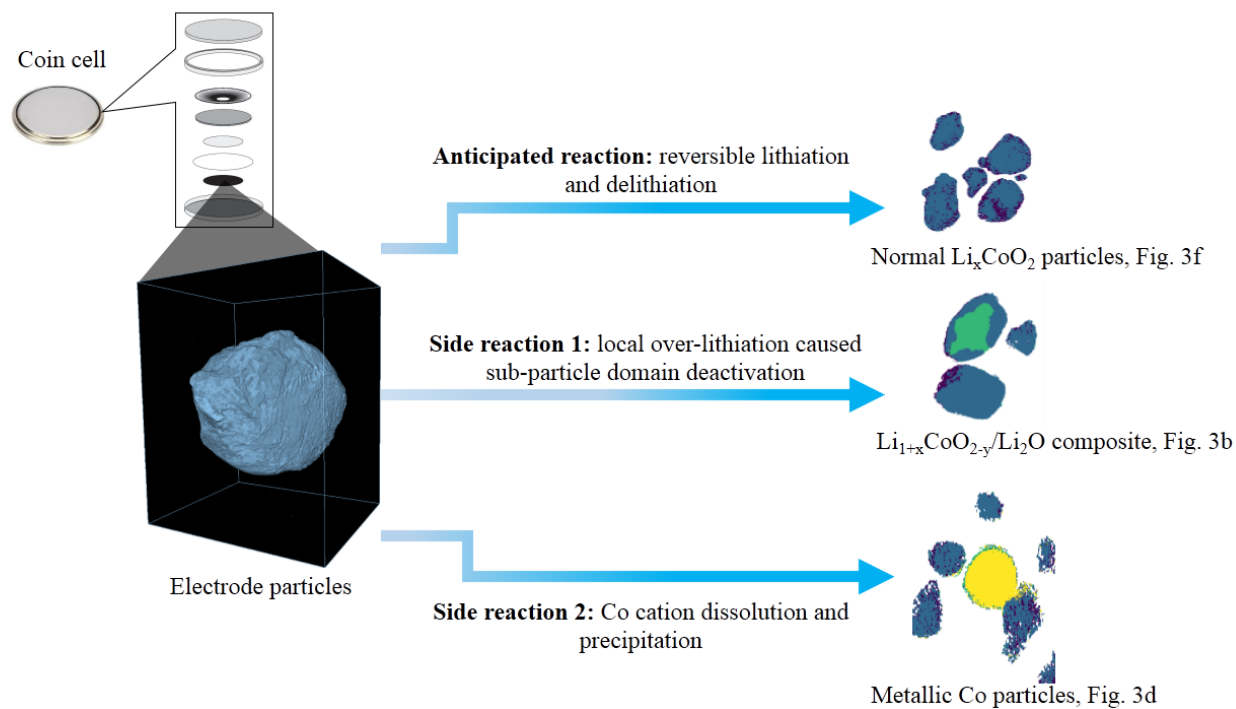 Coin cell
Anticipated reaction: reversible lithiation
and delithiation
Normal LiₓCoO₂ particles, Fig. 3f
Side reaction 1: local over-lithiation caused
sub-particle domain deactivation
Li₁₊ₓCoO₂₋y/Li₂O composite, Fig. 3b
Electrode particles
Side reaction 2: Co cation dissolution and
precipitation
Metallic Co particles, Fig. 3d